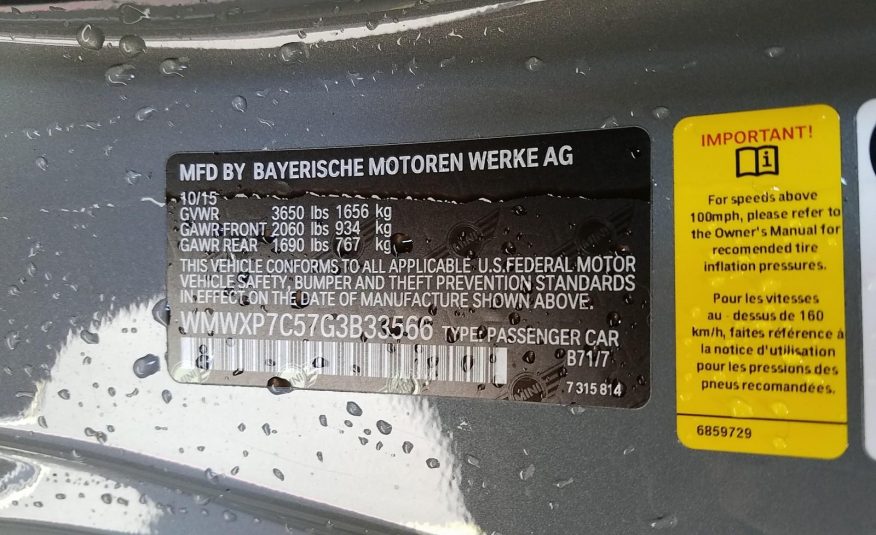 MFD BY BAYERISCHE MOTOREN WERKE AG
10/15
GVWR 3650 lbs 1656 kg
GAWR FRONT 2060 lbs 934 kg
GAWR REAR 1690 lbs 767 kg
THIS VEHICLE CONFORMS TO ALL APPLICABLE U.S.FEDERAL MOTOR
VEHICLE SAFETY, BUMPER AND THEFT PREVENTION STANDARDS
IN EFFECT ON THE DATE OF MANUFACTURE SHOWN ABOVE.
WMWXP7C57G3B33566 TYPE: PASSENGER CAR
B71/7
MINI
7 315 814
IMPORTANT!
For speeds above
100mph, please refer to
the Owner's Manual for
recomended tire
inflation pressures.
Pour les vitesses
au - dessus de 160
km/h, faites référence à
la notice d'utilisation
pour les pressions des
pneus recomandées.
6859729